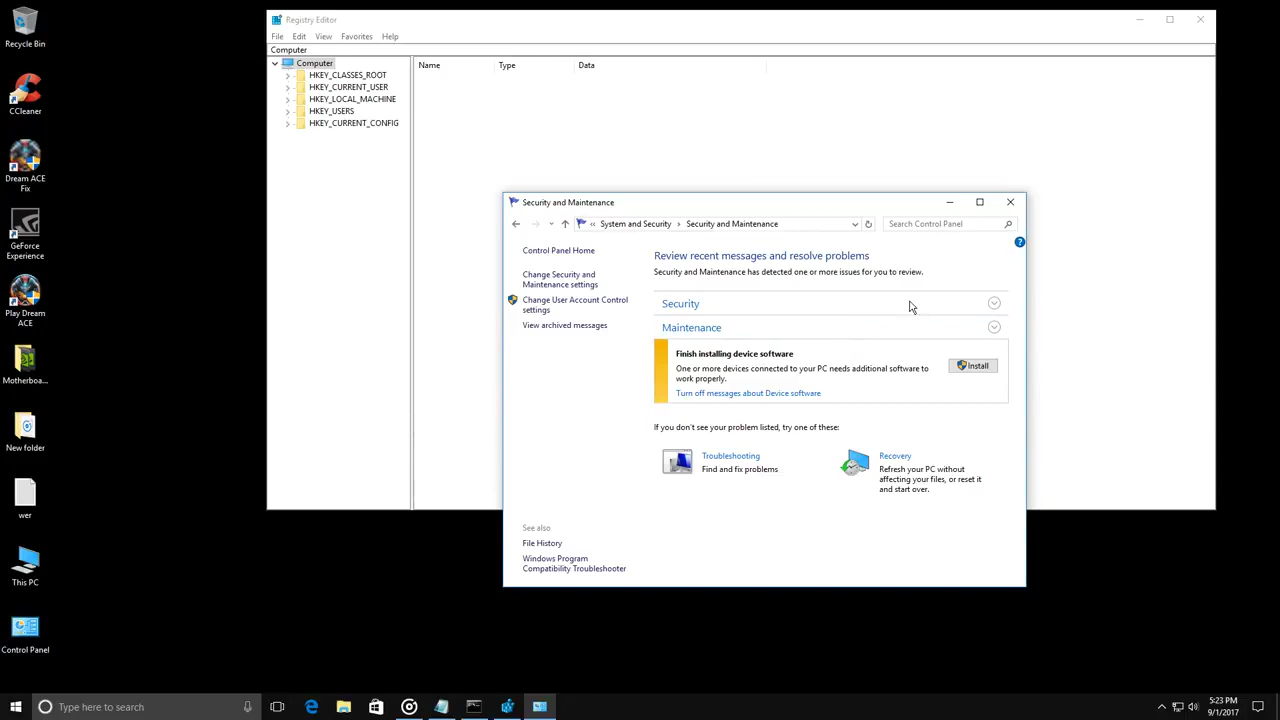 Recycle Bin
CCleaner
Dream ACE
Fix
GeForce
Experience
Play Dream
ACE
Motherboa...
New folder
wer
This PC
Control Panel
Registry Editor
File Edit View Favorites Help
Computer
Computer
HKEY_CLASSES_ROOT
HKEY_CURRENT_USER
HKEY_LOCAL_MACHINE
HKEY_USERS
HKEY_CURRENT_CONFIG
Name Type Data
Security and Maintenance
« System and Security › Security and Maintenance
Search Control Panel
Control Panel Home
Change Security and
Maintenance settings
Change User Account Control
settings
View archived messages
Review recent messages and resolve problems
Security and Maintenance has detected one or more issues for you to review.
Security
Maintenance
Finish installing device software
One or more devices connected to your PC needs additional software to
work properly.
Install
Turn off messages about Device software
If you don't see your problem listed, try one of these:
Troubleshooting
Find and fix problems
Recovery
Refresh your PC without
affecting your files, or reset it
and start over.
See also
File History
Windows Program
Compatibility Troubleshooter
Type here to search
5:23 PM
9/1/2017